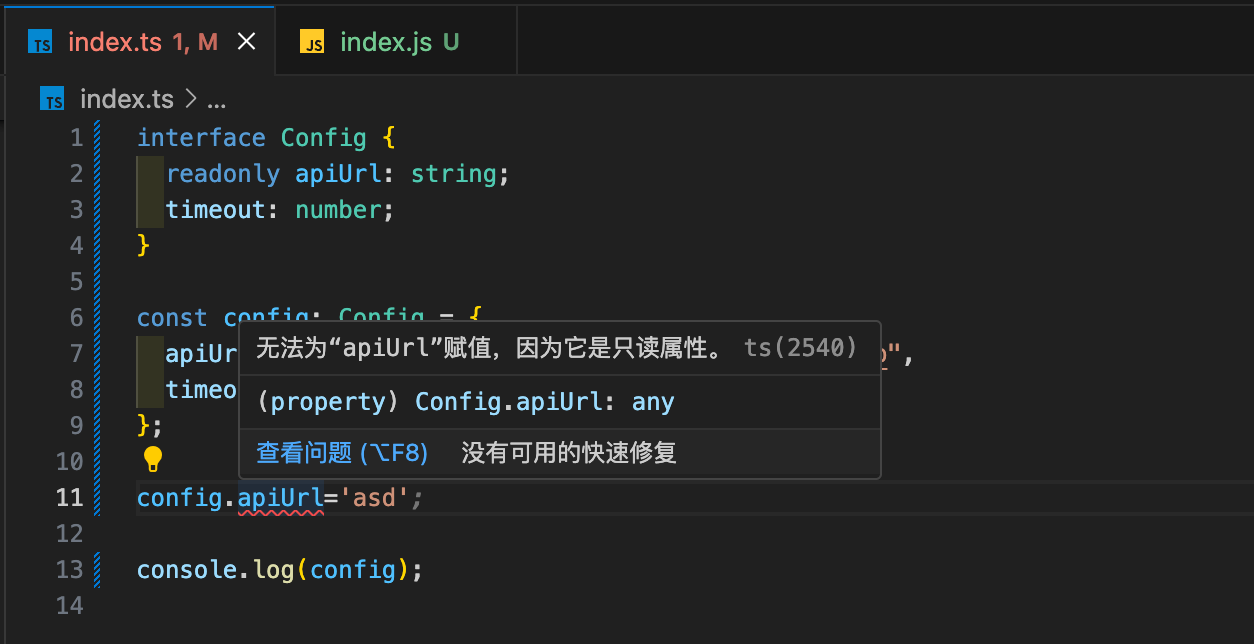 TS index.ts 1, M
JS index.js U
TS index.ts > ...
1 interface Config {
2 readonly apiUrl: string;
3 timeout: number;
4 }
5
6 const config: Config = {
7 apiUr ",
8 timeo
9 };
10
11 config.apiUrl='asd';
12
13 console.log(config);
14
无法为“apiUrl”赋值，因为它是只读属性。 ts(2540)
(property) Config.apiUrl: any
查看问题 (⌥F8) 没有可用的快速修复